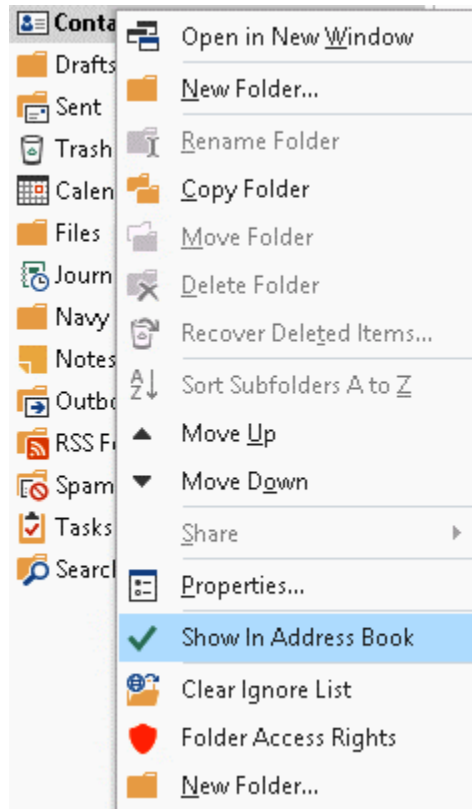 Conta
Drafts
Sent
Trash
Calen
Files
Journ
Navy
Notes
Outbo
RSS F
Spam
Tasks
Search
Open in New Window
New Folder...
Rename Folder
Copy Folder
Move Folder
Delete Folder
Recover Deleted Items...
Sort Subfolders A to Z
Move Up
Move Down
Share
Properties...
Show In Address Book
Clear Ignore List
Folder Access Rights
New Folder...